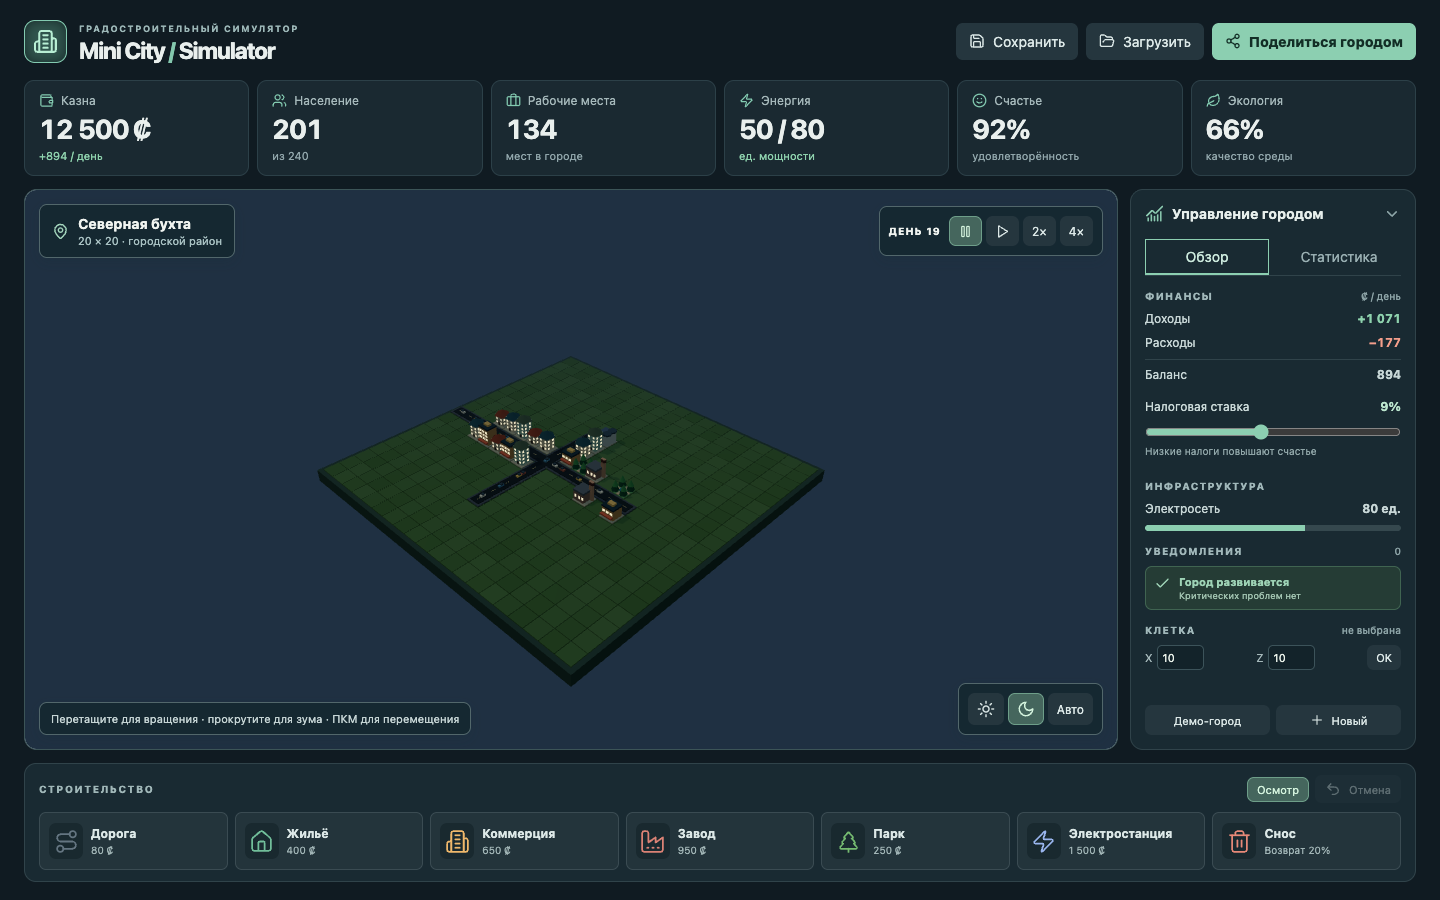 ГРАДОСТРОИТЕЛЬНЫЙ СИМУЛЯТОР
Mini City / Simulator
Сохранить
Загрузить
Поделиться городом
Казна
12 500 ₡
+894 / день
Население
201
из 240
Рабочие места
134
мест в городе
Энергия
50 / 80
ед. мощности
Счастье
92%
удовлетворённость
Экология
66%
качество среды
Северная бухта
20 × 20 · городской район
ДЕНЬ 19
2×
4×
Перетащите для вращения · прокрутите для зума · ПКМ для перемещения
Авто
Управление городом
Обзор
Статистика
ФИНАНСЫ
₡ / день
Доходы
+1 071
Расходы
−177
Баланс
894
Налоговая ставка
9%
Низкие налоги повышают счастье
ИНФРАСТРУКТУРА
Электросеть
80 ед.
УВЕДОМЛЕНИЯ
0
Город развивается
Критических проблем нет
КЛЕТКА
не выбрана
X 10
Z 10
ОК
Демо-город
Новый
СТРОИТЕЛЬСТВО
Осмотр
Отмена
Дорога
80 ₡
Жильё
400 ₡
Коммерция
650 ₡
Завод
950 ₡
Парк
250 ₡
Электростанция
1 500 ₡
Снос
Возврат 20%